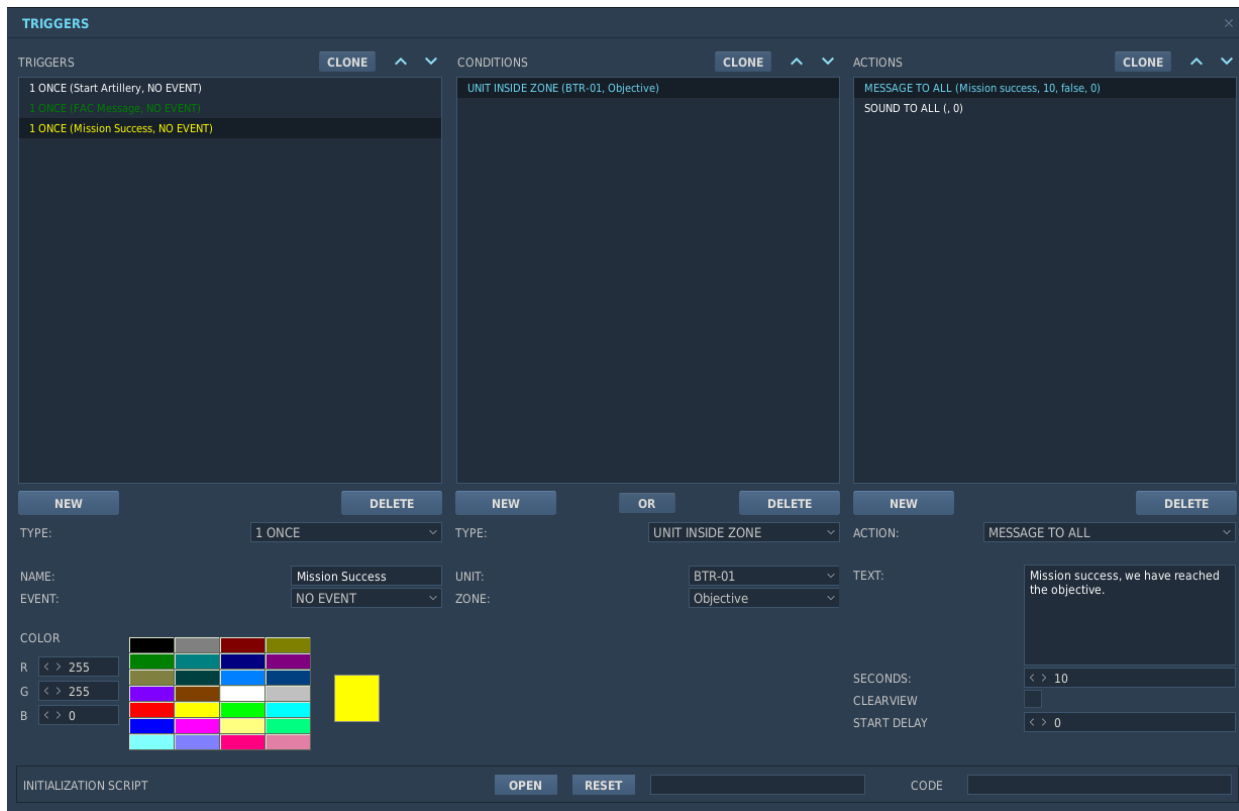 TRIGGERS
TRIGGERS CLONE CONDITIONS CLONE ACTIONS CLONE
1 ONCE (Start Artillery, NO EVENT) UNIT INSIDE ZONE (BTR-01, Objective) MESSAGE TO ALL (Mission success, 10, false, 0)
1 ONCE (FAC Message, NO EVENT) SOUND TO ALL (, 0)
1 ONCE (Mission Success, NO EVENT)
NEW DELETE NEW OR DELETE NEW DELETE
TYPE: 1 ONCE TYPE: UNIT INSIDE ZONE ACTION: MESSAGE TO ALL
NAME: Mission Success UNIT: BTR-01 TEXT: Mission success, we have reached
the objective.
EVENT: NO EVENT ZONE: Objective
COLOR
R < > 255
G < > 255
B < > 0
SECONDS: < > 10
CLEARVIEW
START DELAY < > 0
INITIALIZATION SCRIPT OPEN RESET CODE